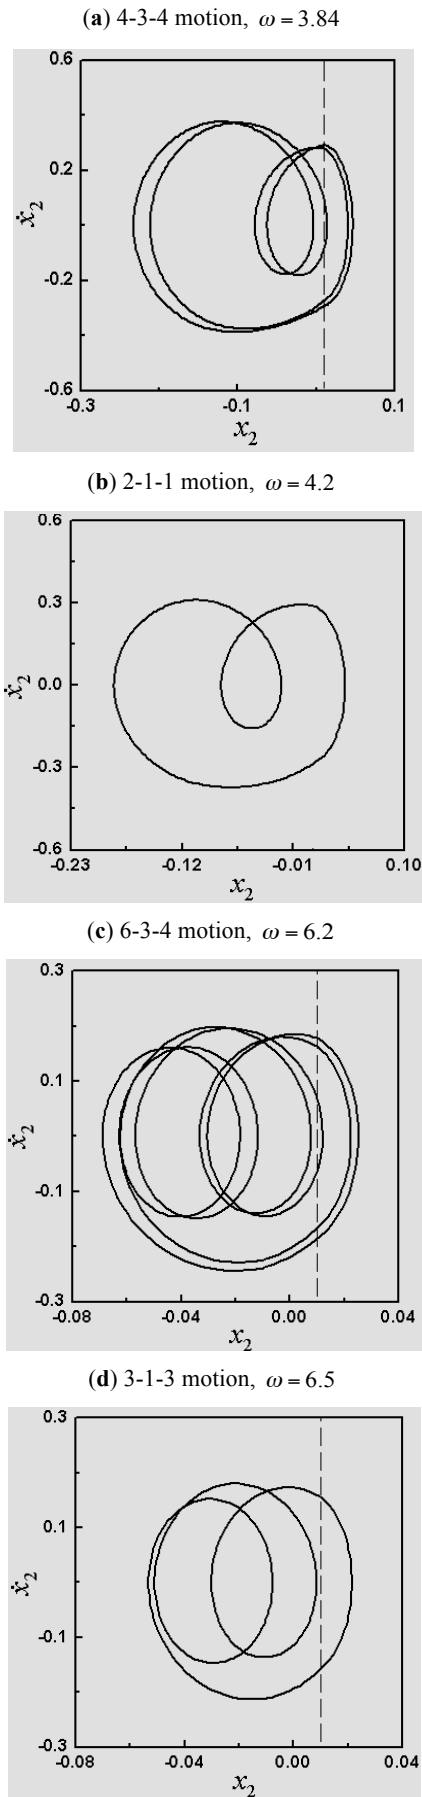 (a) 4-3-4 motion, ω = 3.84
0.6
0.2
ẋ₂
-0.2
-0.6
-0.3 -0.1 0.1
x₂
(b) 2-1-1 motion, ω = 4.2
0.6
0.3
ẋ₂ 0.0
-0.3
-0.6
-0.23 -0.12 -0.01 0.10
x₂
(c) 6-3-4 motion, ω = 6.2
0.3
0.1
ẋ₂
-0.1
-0.3
-0.08 -0.04 0.00 0.04
x₂
(d) 3-1-3 motion, ω = 6.5
0.3
0.1
ẋ₂
-0.1
-0.3
-0.08 -0.04 0.00 0.04
x₂